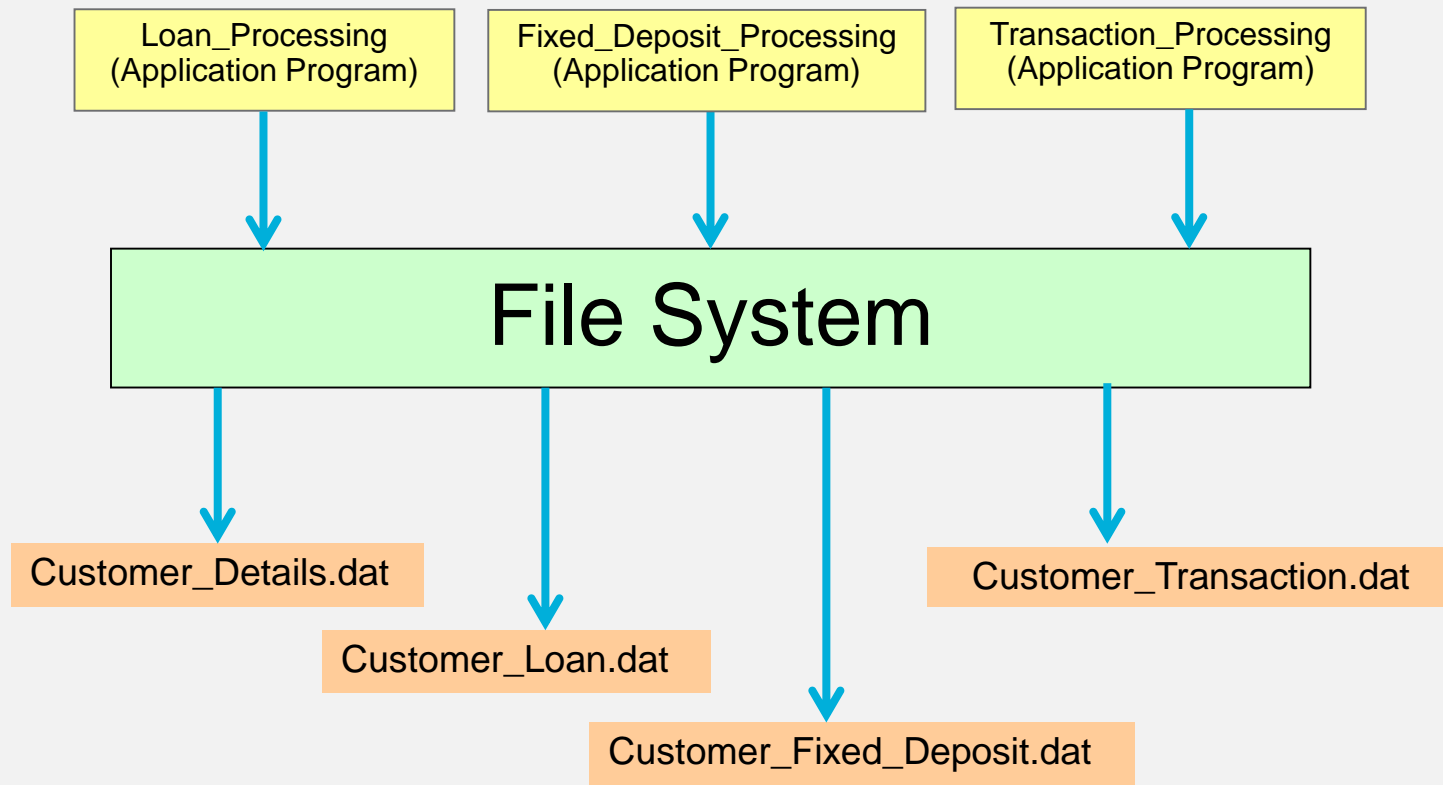 Loan_Processing
(Application Program)
Fixed_Deposit_Processing
(Application Program)
Transaction_Processing
(Application Program)
File System
Customer_Details.dat
Customer_Transaction.dat
Customer_Loan.dat
Customer_Fixed_Deposit.dat